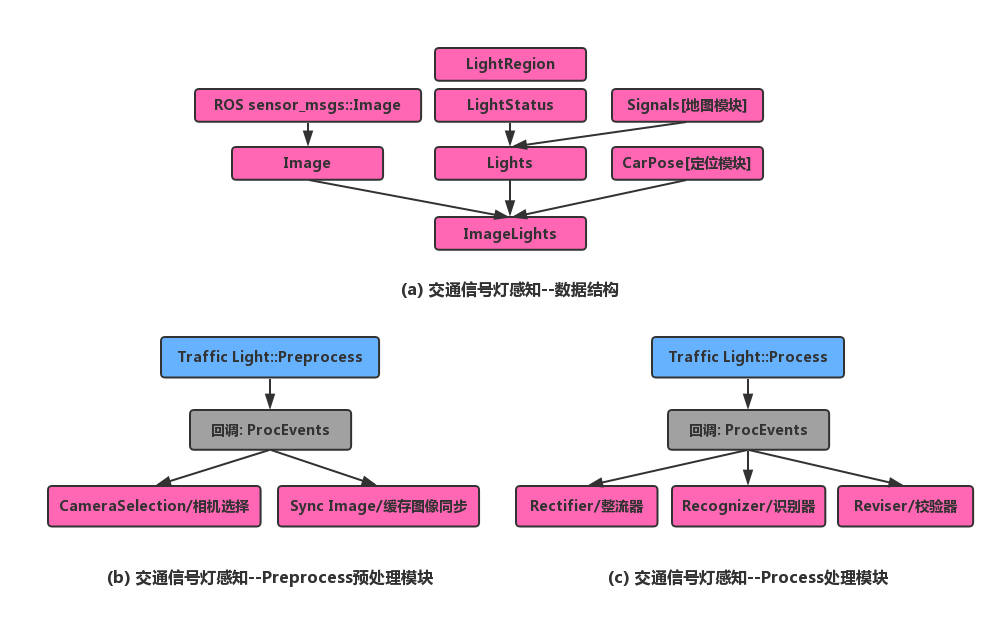 LightRegion
ROS sensor_msgs::Image
LightStatus
Signals[地图模块]
Image
Lights
CarPose[定位模块]
ImageLights
(a) 交通信号灯感知--数据结构
Traffic Light::Preprocess
Traffic Light::Process
回调: ProcEvents
回调: ProcEvents
CameraSelection/相机选择
Sync Image/缓存图像同步
Rectifier/整流器
Recognizer/识别器
Reviser/校验器
(b) 交通信号灯感知--Preprocess预处理模块
(c) 交通信号灯感知--Process处理模块